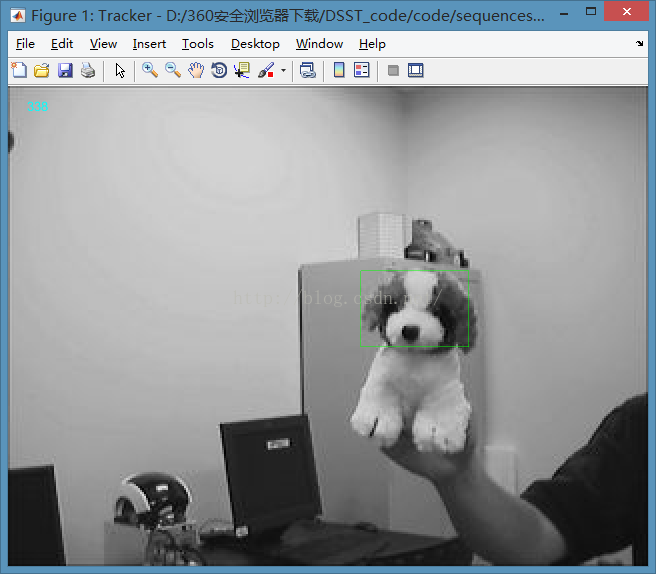 Figure 1: Tracker - D:/360安全浏览器下载/DSST_code/code/sequences...
File Edit View Insert Tools Desktop Window Help
http://blog.csdn.net/